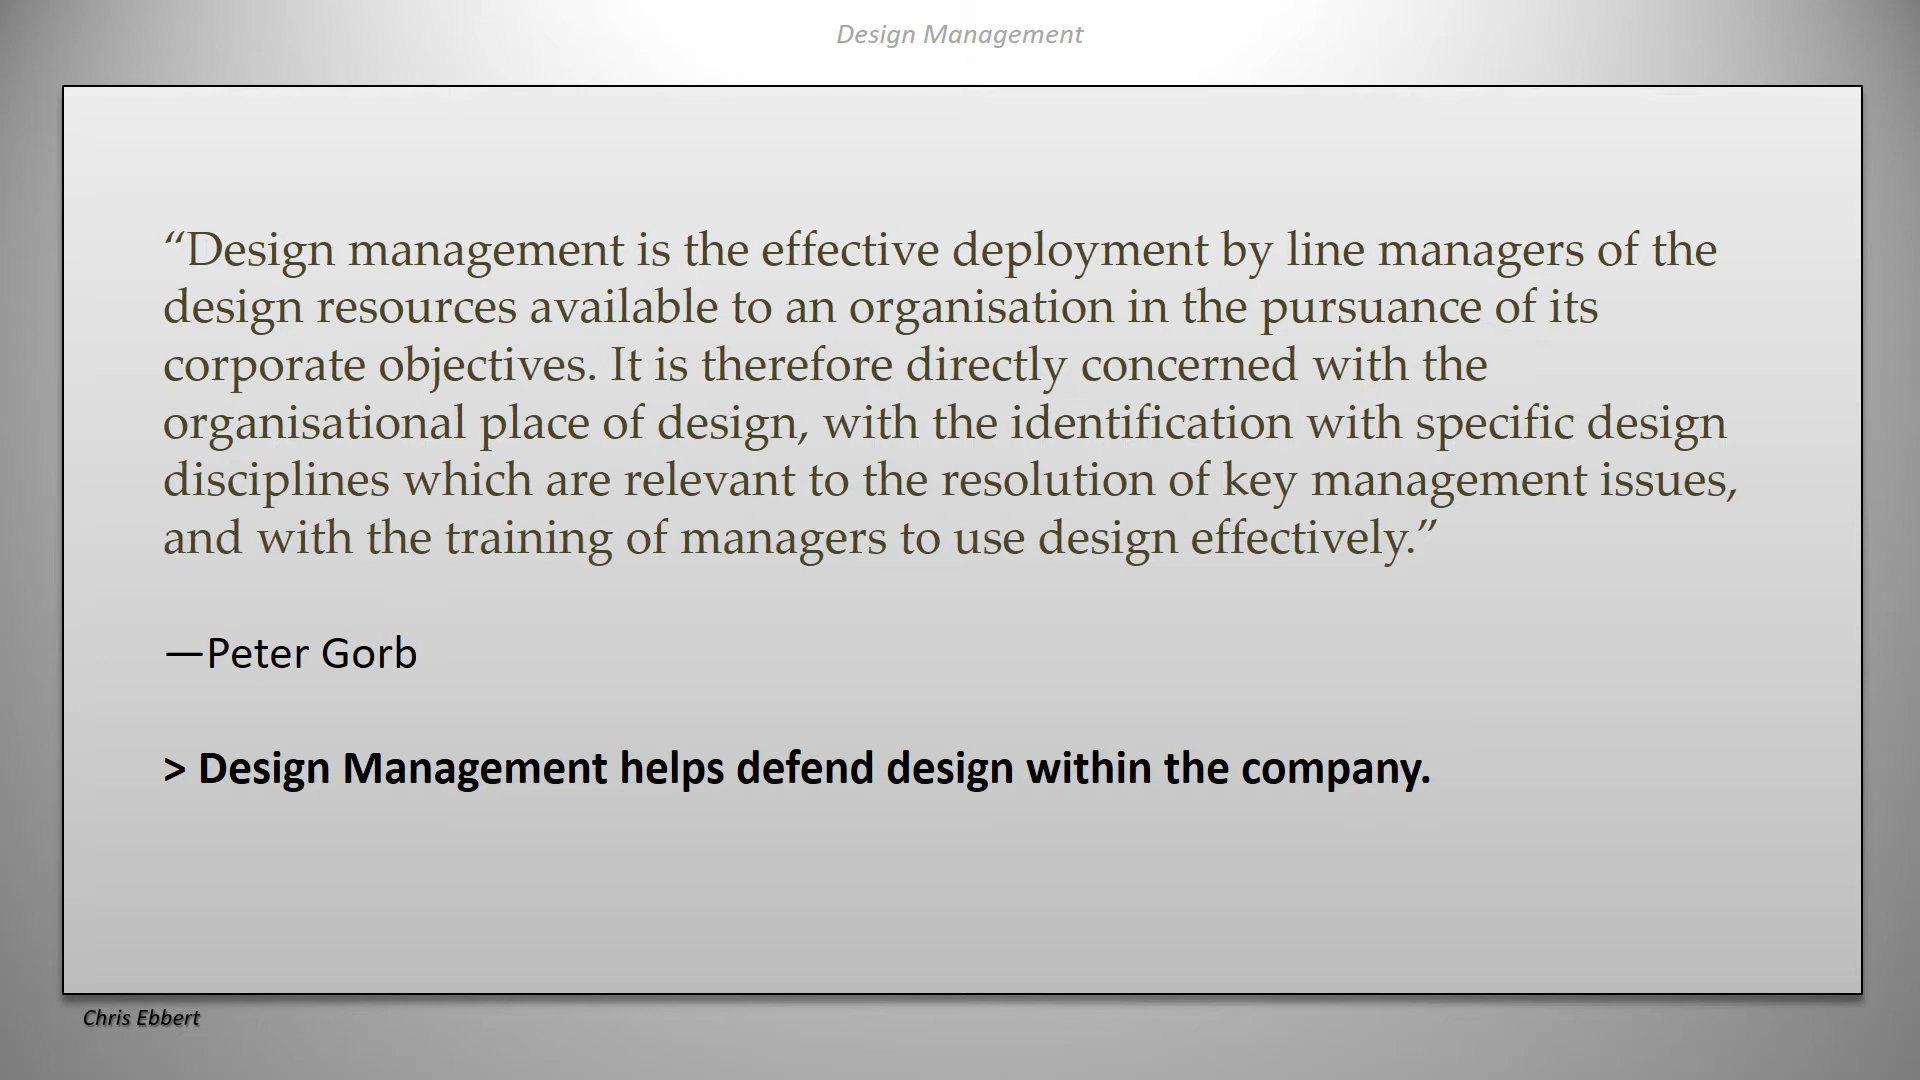 Design Management
“Design management is the effective deployment by line managers of the
design resources available to an organisation in the pursuance of its
corporate objectives. It is therefore directly concerned with the
organisational place of design, with the identification with specific design
disciplines which are relevant to the resolution of key management issues,
and with the training of managers to use design effectively.”
—Peter Gorb
> Design Management helps defend design within the company.
Chris Ebbert